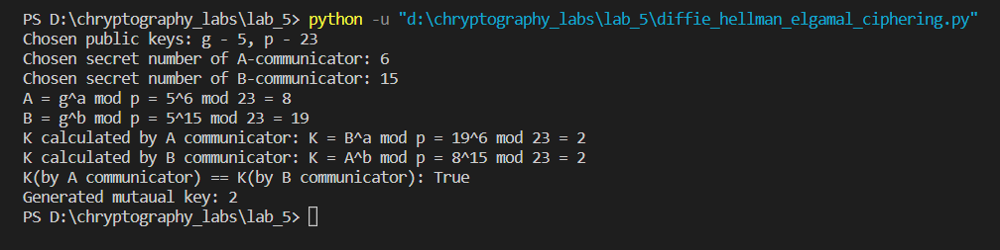 PS D:\chryptography_labs\lab_5> python -u "d:\chryptography_labs\lab_5\diffie_hellman_elgamal_ciphering.py"
Chosen public keys: g - 5, p - 23
Chosen secret number of A-communicator: 6
Chosen secret number of B-communicator: 15
A = g^a mod p = 5^6 mod 23 = 8
B = g^b mod p = 5^15 mod 23 = 19
K calculated by A communicator: K = B^a mod p = 19^6 mod 23 = 2
K calculated by B communicator: K = A^b mod p = 8^15 mod 23 = 2
K(by A communicator) == K(by B communicator): True
Generated mutaual key: 2
PS D:\chryptography_labs\lab_5>